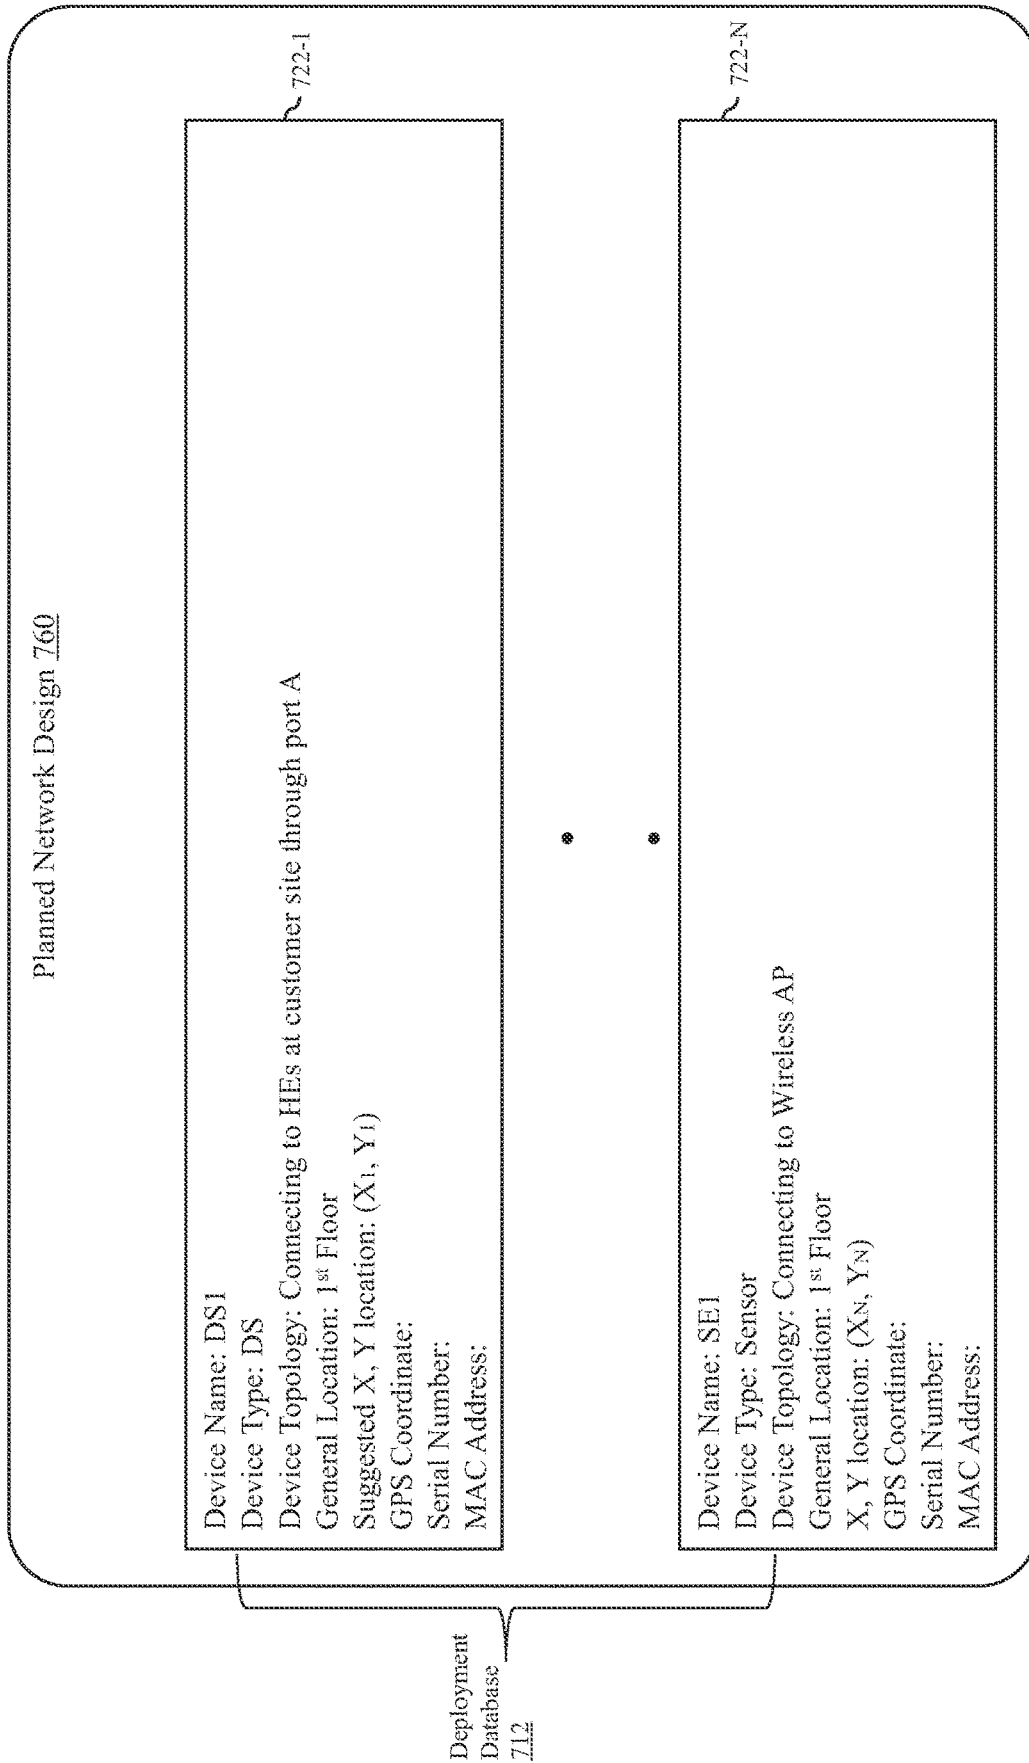 Planned Network Design 760
Deployment
Database
712
722-1
Device Name: DS1
Device Type: DS
Device Topology: Connecting to HEs at customer site through port A
General Location: 1st Floor
Suggested X, Y location: (X1, Y1)
GPS Coordinate:
Serial Number:
MAC Address:
722-N
Device Name: SE1
Device Type: Sensor
Device Topology: Connecting to Wireless AP
General Location: 1st Floor
X, Y location: (XN, YN)
GPS Coordinate:
Serial Number:
MAC Address: